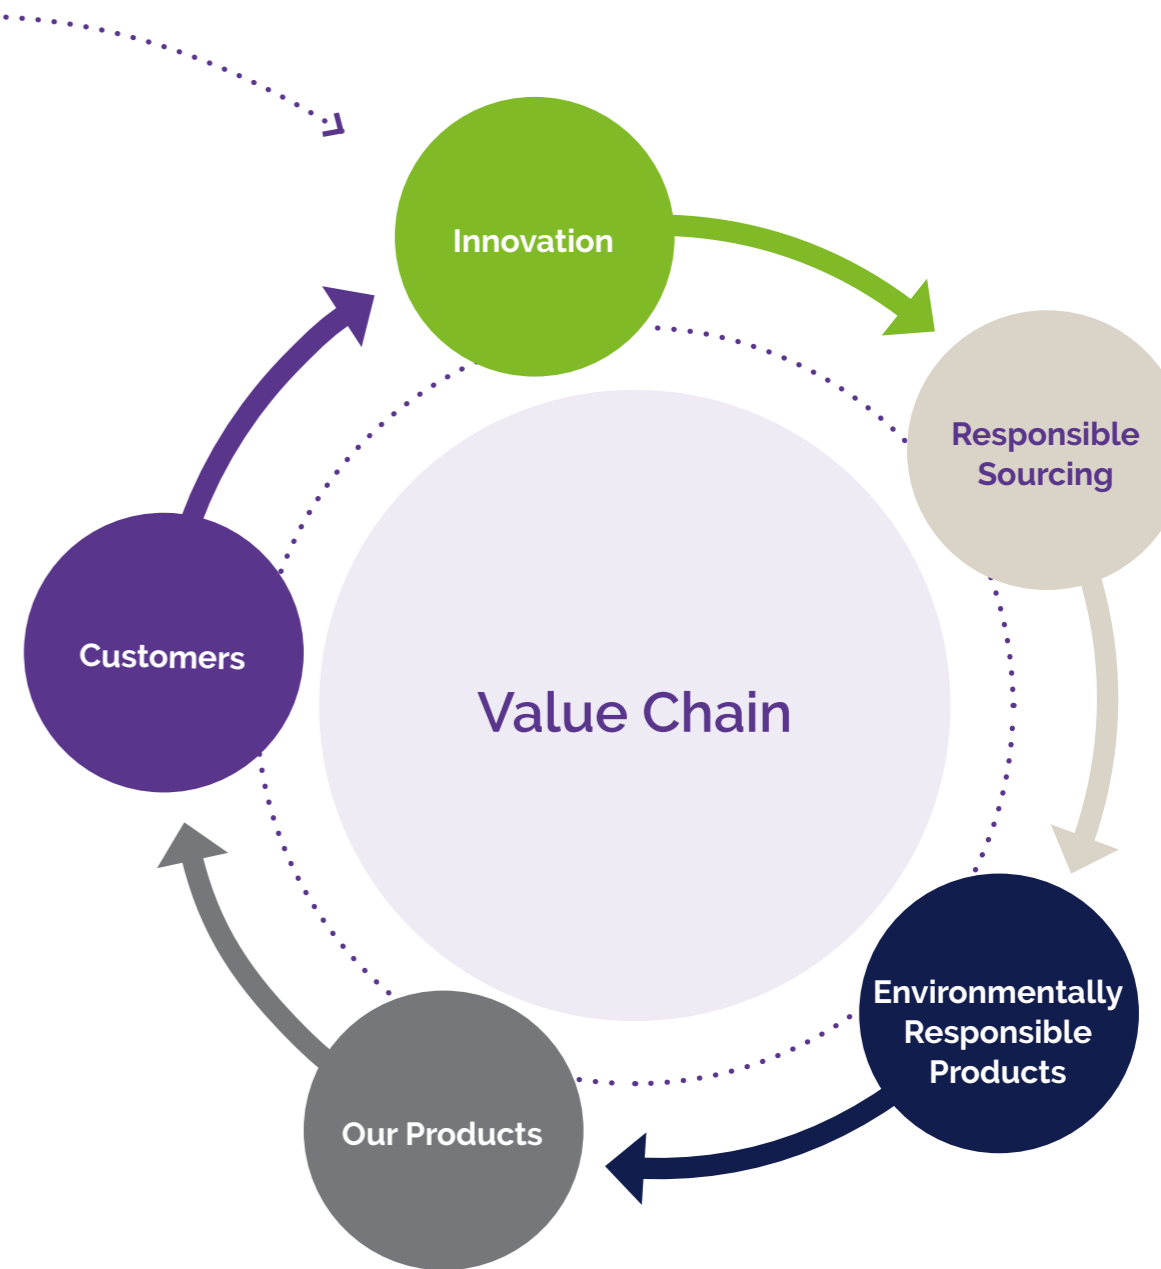 Innovation
Responsible
Sourcing
Customers
Value Chain
Environmentally
Responsible
Products
Our Products